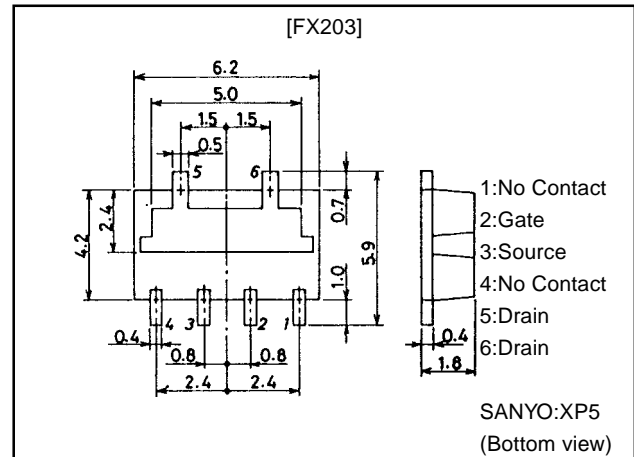 [FX203]
6.2
5.0
1.5 1.5
0.5
5 6
2.4
4.2
0.7
5.9
1.0
4 3 2 1
0.4
0.8 0.8
2.4 2.4
0.4
1.8
1:No Contact
2:Gate
3:Source
4:No Contact
5:Drain
6:Drain
SANYO:XP5
(Bottom view)